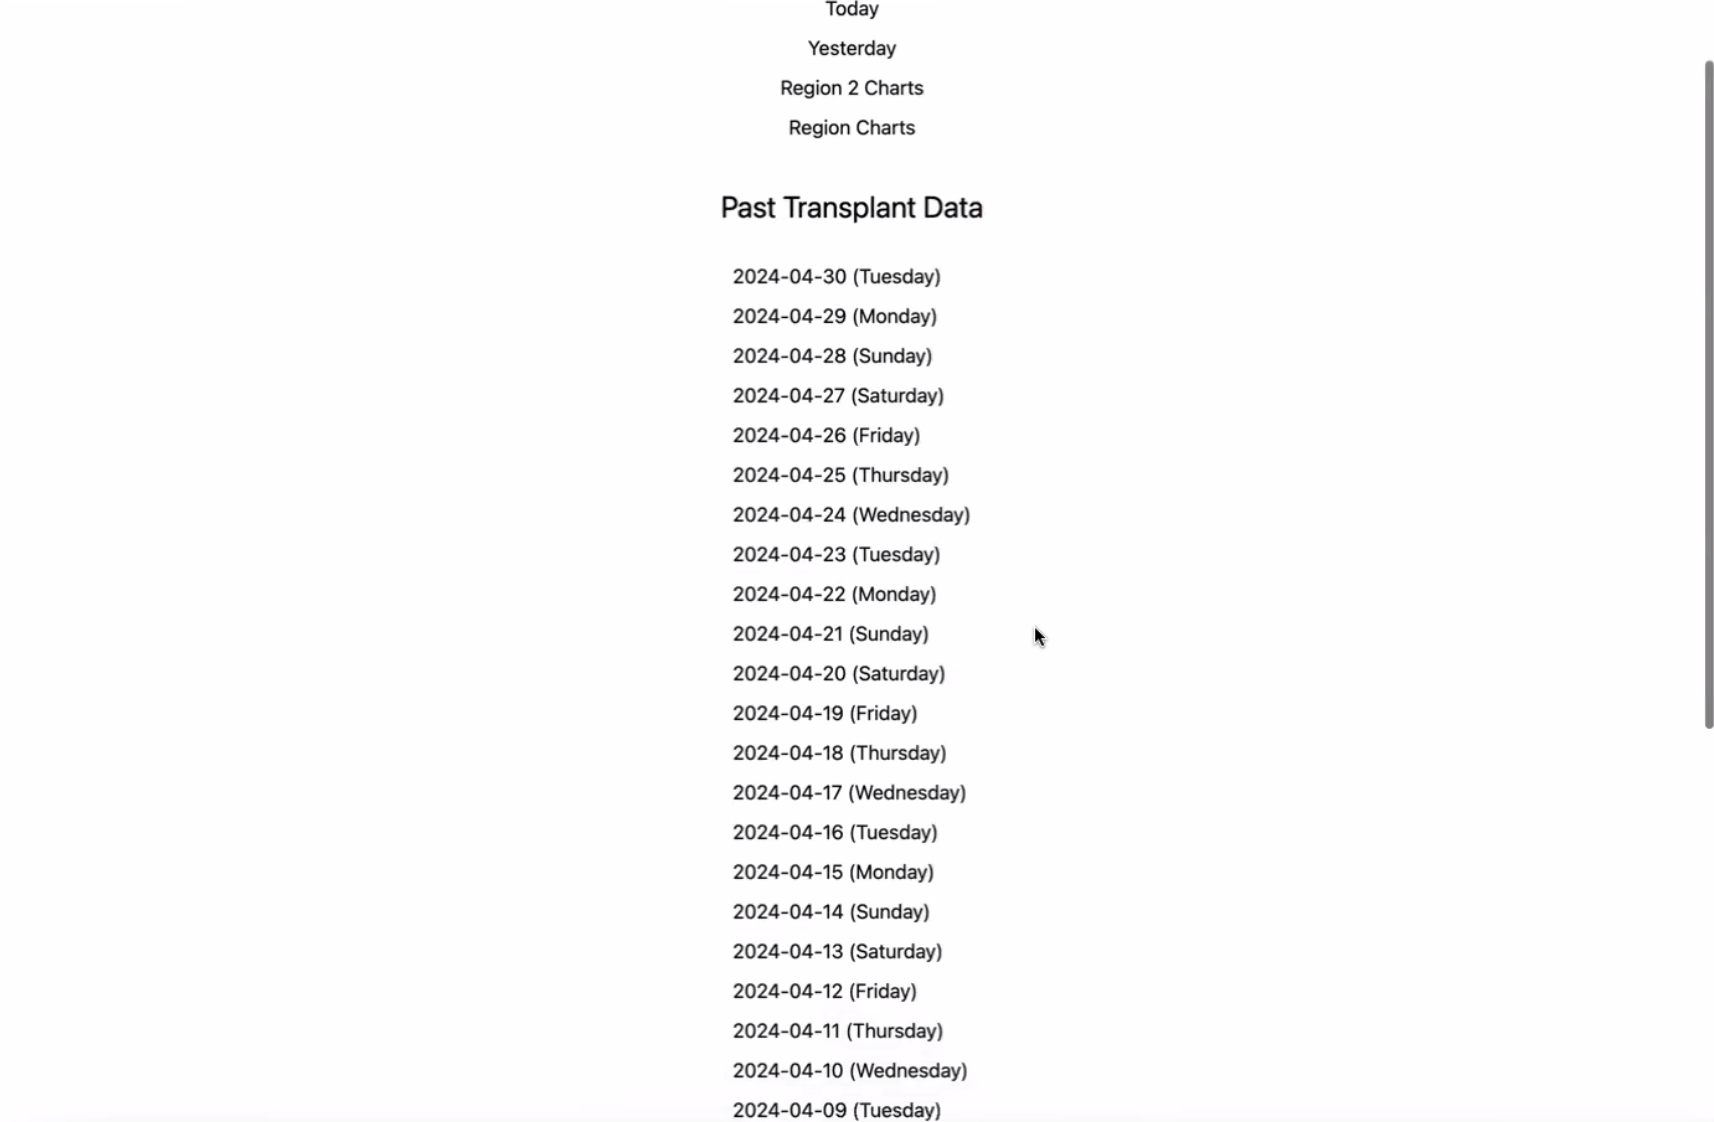 Today
Yesterday
Region 2 Charts
Region Charts
Past Transplant Data
2024-04-30 (Tuesday)
2024-04-29 (Monday)
2024-04-28 (Sunday)
2024-04-27 (Saturday)
2024-04-26 (Friday)
2024-04-25 (Thursday)
2024-04-24 (Wednesday)
2024-04-23 (Tuesday)
2024-04-22 (Monday)
2024-04-21 (Sunday)
2024-04-20 (Saturday)
2024-04-19 (Friday)
2024-04-18 (Thursday)
2024-04-17 (Wednesday)
2024-04-16 (Tuesday)
2024-04-15 (Monday)
2024-04-14 (Sunday)
2024-04-13 (Saturday)
2024-04-12 (Friday)
2024-04-11 (Thursday)
2024-04-10 (Wednesday)
2024-04-09 (Tuesday)